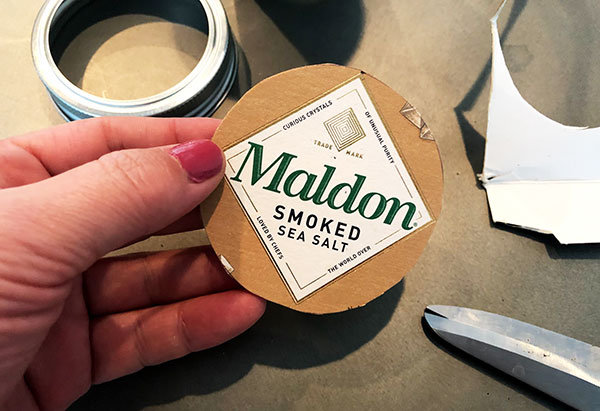 CURIOUS CRYSTALS
OF UNUSUAL PURITY
TRADE MARK
Maldon®
SMOKED
SEA SALT
LOVED BY CHEFS
THE WORLD OVER